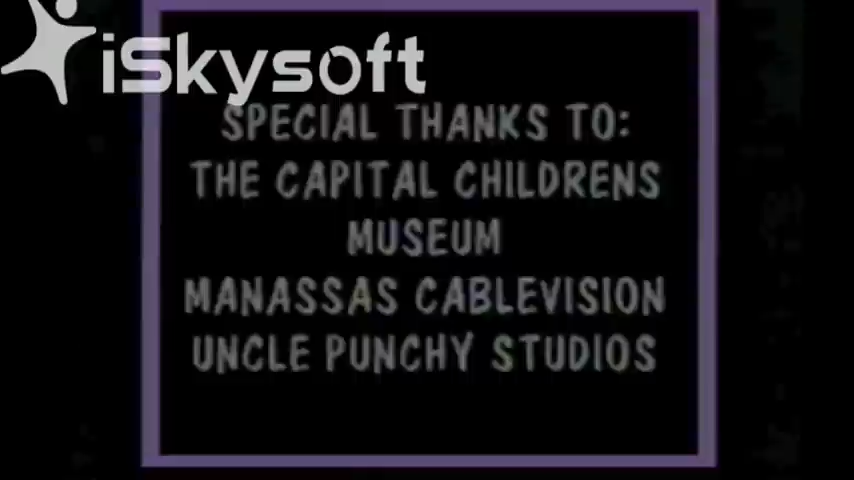 iSkysoft
SPECIAL THANKS TO:
THE CAPITAL CHILDRENS
MUSEUM
MANASSAS CABLEVISION
UNCLE PUNCHY STUDIOS